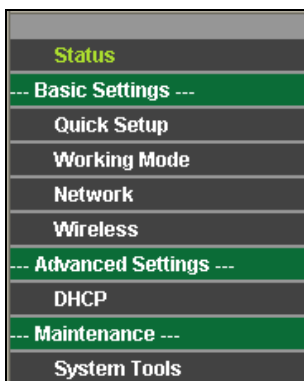 Status
--- Basic Settings ---
Quick Setup
Working Mode
Network
Wireless
--- Advanced Settings ---
DHCP
--- Maintenance ---
System Tools